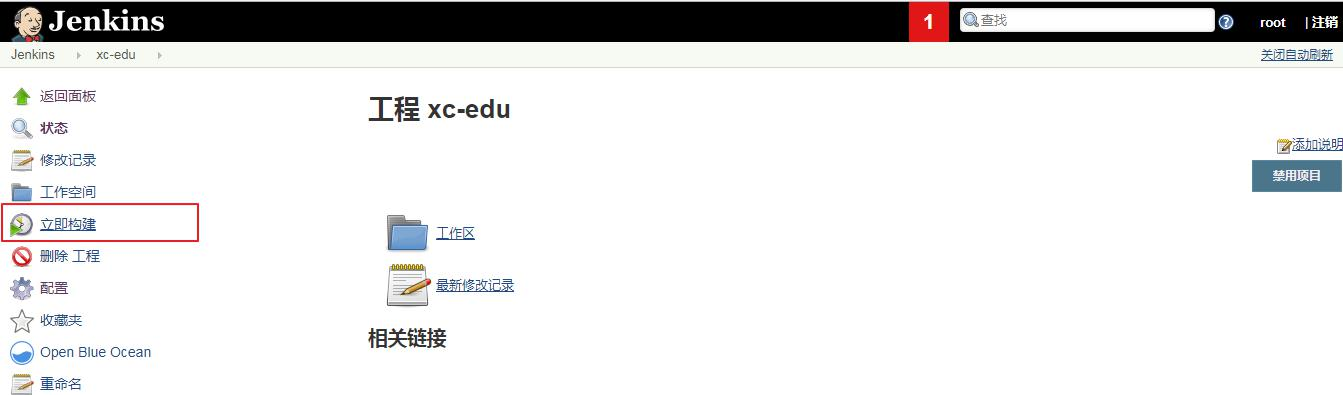 Jenkins 1 查找 root | 注销
Jenkins xc-edu 关闭自动刷新
返回面板
状态
修改记录
工作空间
立即构建
删除 工程
配置
收藏夹
Open Blue Ocean
重命名
工程 xc-edu
添加说明
禁用项目
工作区
最新修改记录
相关链接